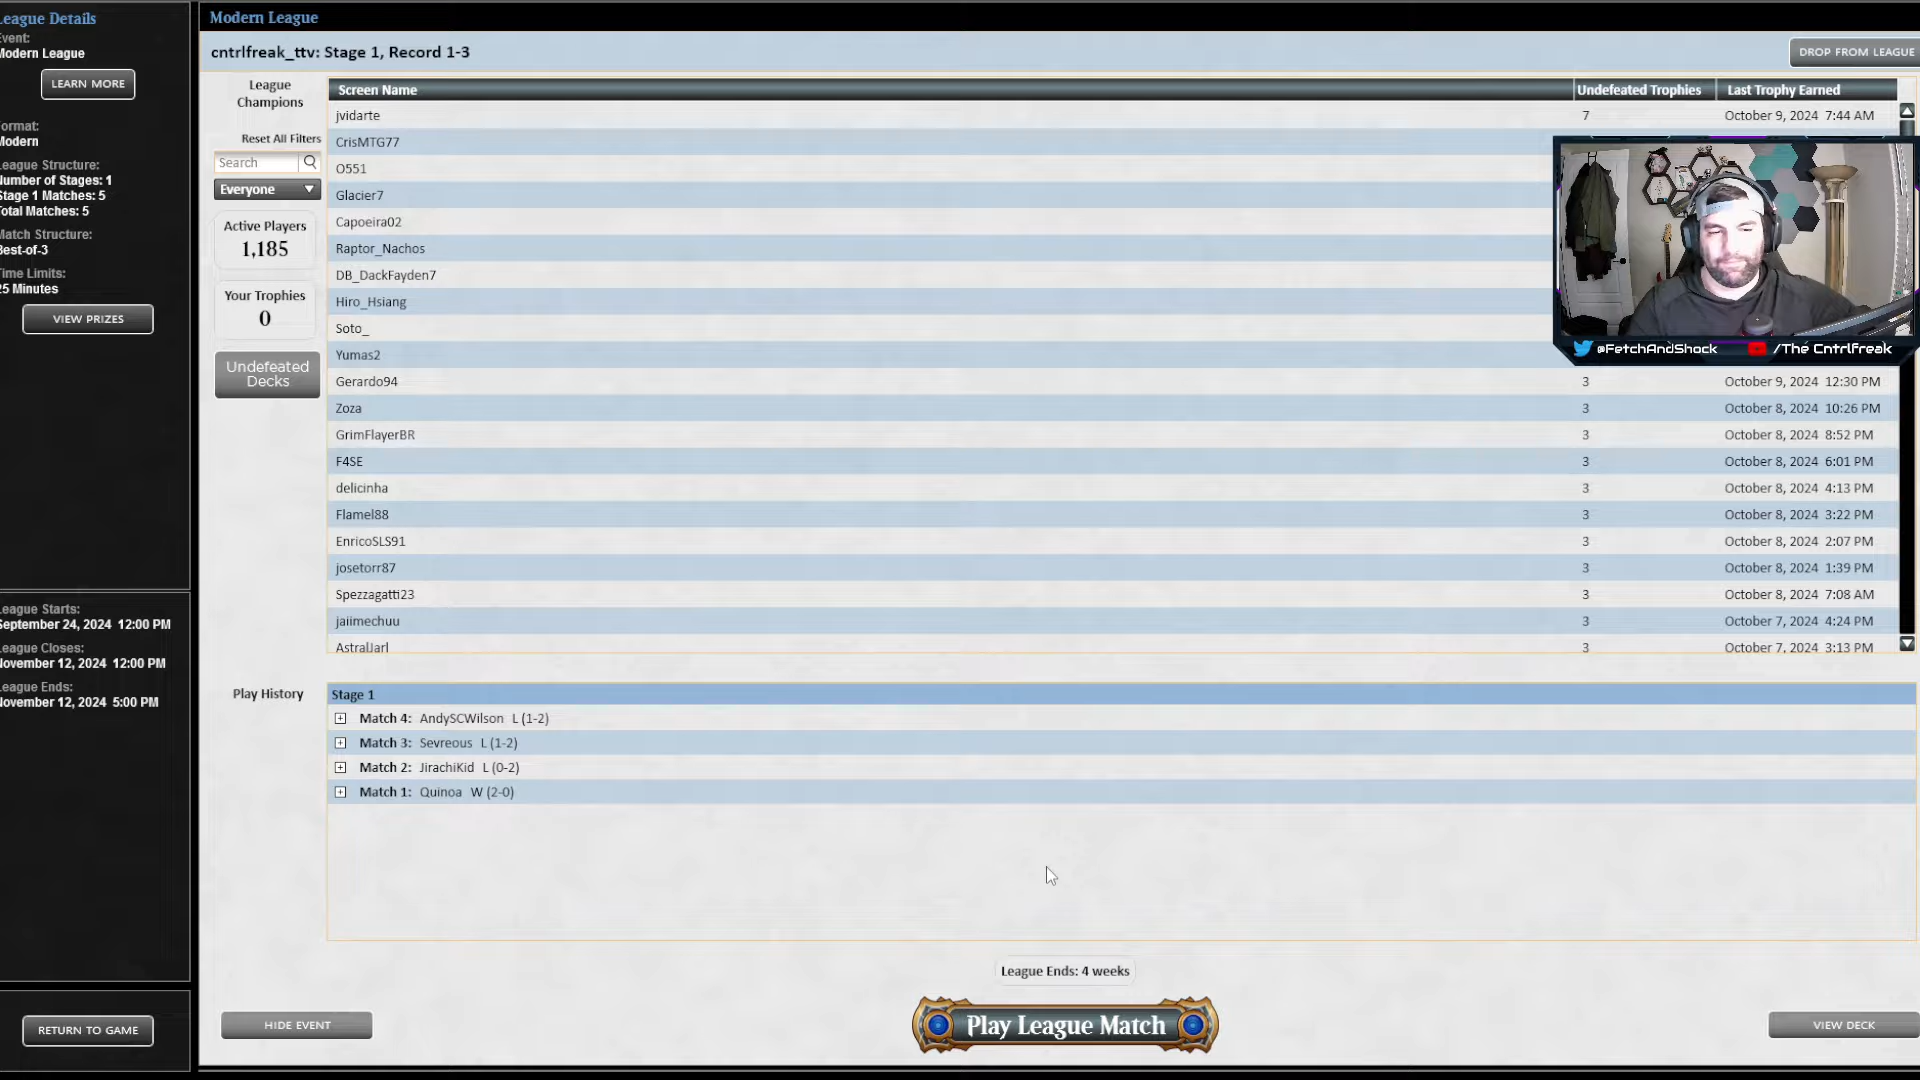 League Details
Event:
Modern League
LEARN MORE
Format:
Modern
League Structure:
Number of Stages: 1
Stage 1 Matches: 5
Total Matches: 5
Match Structure:
Best-of-3
Time Limits:
25 Minutes
VIEW PRIZES
League Starts:
September 24, 2024 12:00 PM
League Closes:
November 12, 2024 12:00 PM
League Ends:
November 12, 2024 5:00 PM
RETURN TO GAME
Modern League
cntrlfreak_ttv: Stage 1, Record 1-3
DROP FROM LEAGUE
League Champions
Reset All Filters
Search
Everyone
Active Players
1,185
Your Trophies
0
Undefeated Decks
Screen Name Undefeated Trophies Last Trophy Earned
jvidarte 7 October 9, 2024 7:44 AM
CrisMTG77
O551
Glacier7
Capoeira02
Raptor_Nachos
DB_DackFayden7
Hiro_Hsiang
Soto_
Yumas2
@FetchAndShock /The Cntrlfreak
Gerardo94 3 October 9, 2024 12:30 PM
Zoza 3 October 8, 2024 10:26 PM
GrimFlayerBR 3 October 8, 2024 8:52 PM
F4SE 3 October 8, 2024 6:01 PM
delicinha 3 October 8, 2024 4:13 PM
Flamel88 3 October 8, 2024 3:22 PM
EnricoSLS91 3 October 8, 2024 2:07 PM
josetorr87 3 October 8, 2024 1:39 PM
Spezzagatti23 3 October 8, 2024 7:08 AM
jaiimechuu 3 October 7, 2024 4:24 PM
AstralJarl 3 October 7, 2024 3:13 PM
Play History
Stage 1
Match 4: AndySCWilson L (1-2)
Match 3: Sevreous L (1-2)
Match 2: JirachiKid L (0-2)
Match 1: Quinoa W (2-0)
League Ends: 4 weeks
HIDE EVENT
Play League Match
VIEW DECK